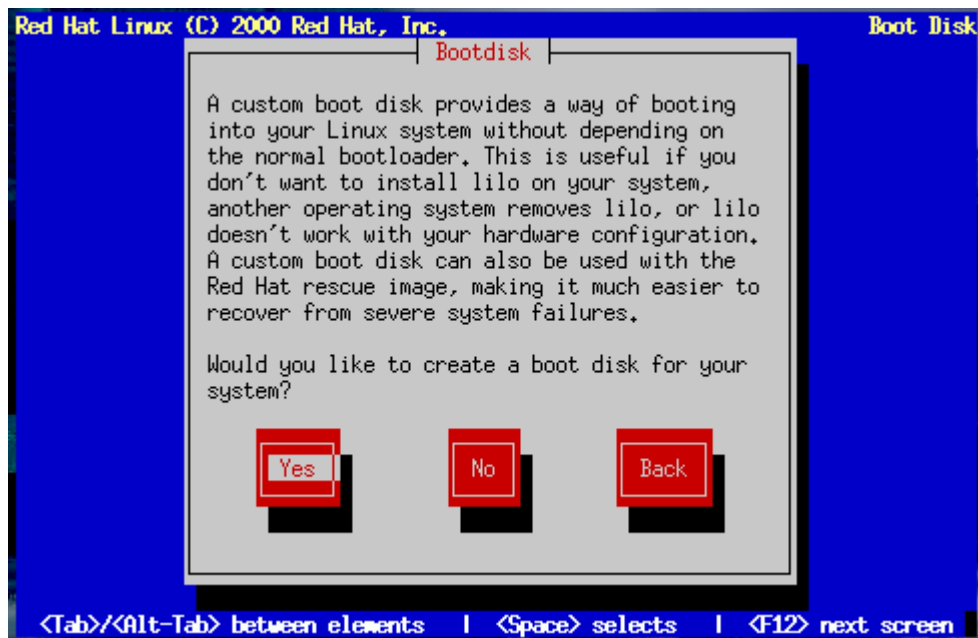 Red Hat Linux (C) 2000 Red Hat, Inc. Boot Disk
Bootdisk
A custom boot disk provides a way of booting
into your Linux system without depending on
the normal bootloader. This is useful if you
don't want to install lilo on your system,
another operating system removes lilo, or lilo
doesn't work with your hardware configuration.
A custom boot disk can also be used with the
Red Hat rescue image, making it much easier to
recover from severe system failures.
Would you like to create a boot disk for your
system?
Yes No Back
<Tab>/<Alt-Tab> between elements | <Space> selects | <F12> next screen